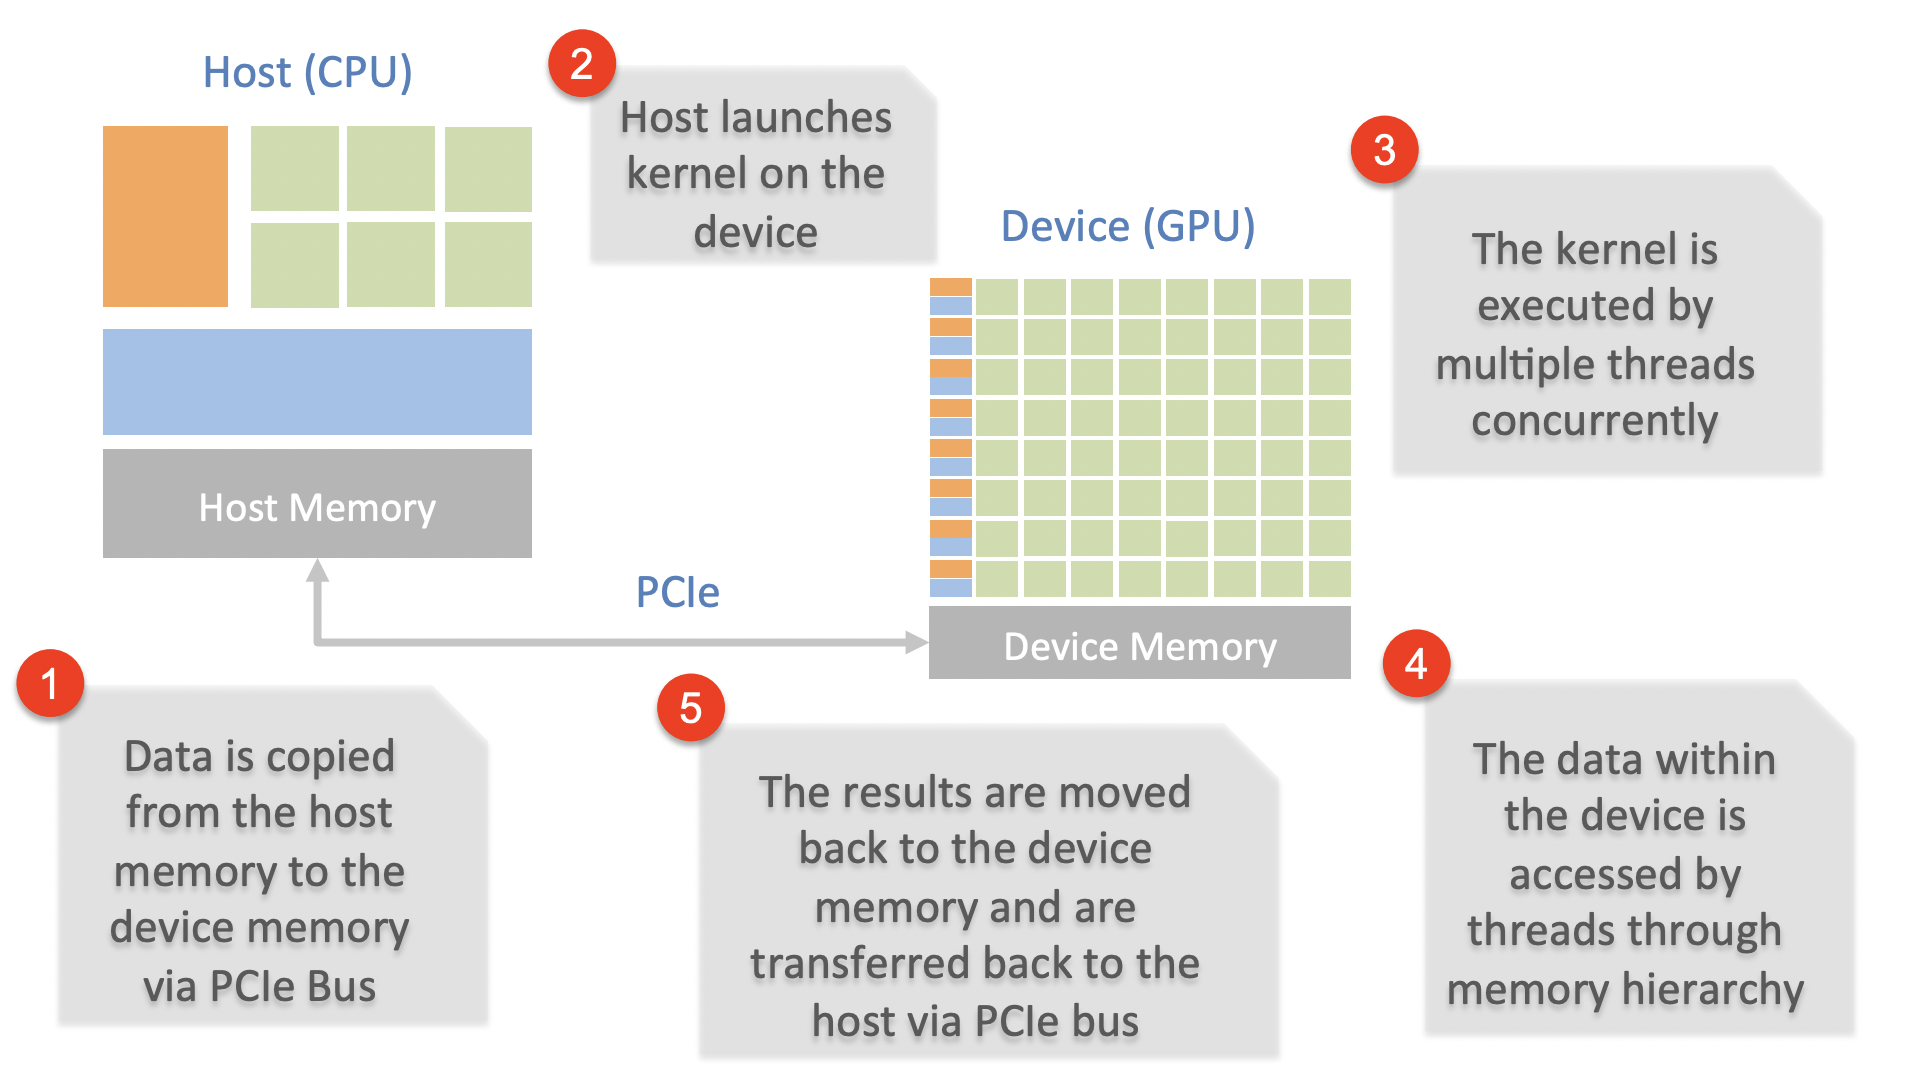 Host (CPU)
2
Host launches
kernel on the
device
3
The kernel is
executed by
multiple threads
concurrently
Device (GPU)
Host Memory
PCIe
Device Memory
1
Data is copied
from the host
memory to the
device memory
via PCIe Bus
5
The results are moved
back to the device
memory and are
transferred back to the
host via PCIe bus
4
The data within
the device is
accessed by
threads through
memory hierarchy